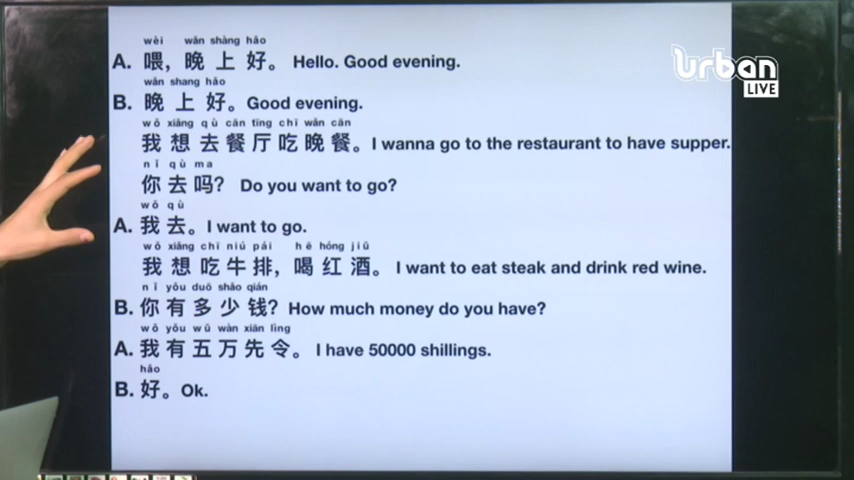 wèi wǎn shàng hǎo
A. 喂，晚上好。 Hello. Good evening.
wǎn shang hǎo
B. 晚上好。Good evening.
wǒ xiǎng qù cān tīng chī wǎn cān
我想去餐厅吃晚餐。I wanna go to the restaurant to have supper.
nǐ qù ma
你去吗？ Do you want to go?
wǒ qù
A. 我去。I want to go.
wǒ xiǎng chī niú pái hē hóng jiǔ
我想吃牛排，喝红酒。 I want to eat steak and drink red wine.
nǐ yǒu duō shǎo qián
B. 你有多少钱？ How much money do you have?
wǒ yǒu wǔ wàn xiān lìng
A. 我有五万先令。 I have 50000 shillings.
hǎo
B. 好。Ok.
urban
LIVE